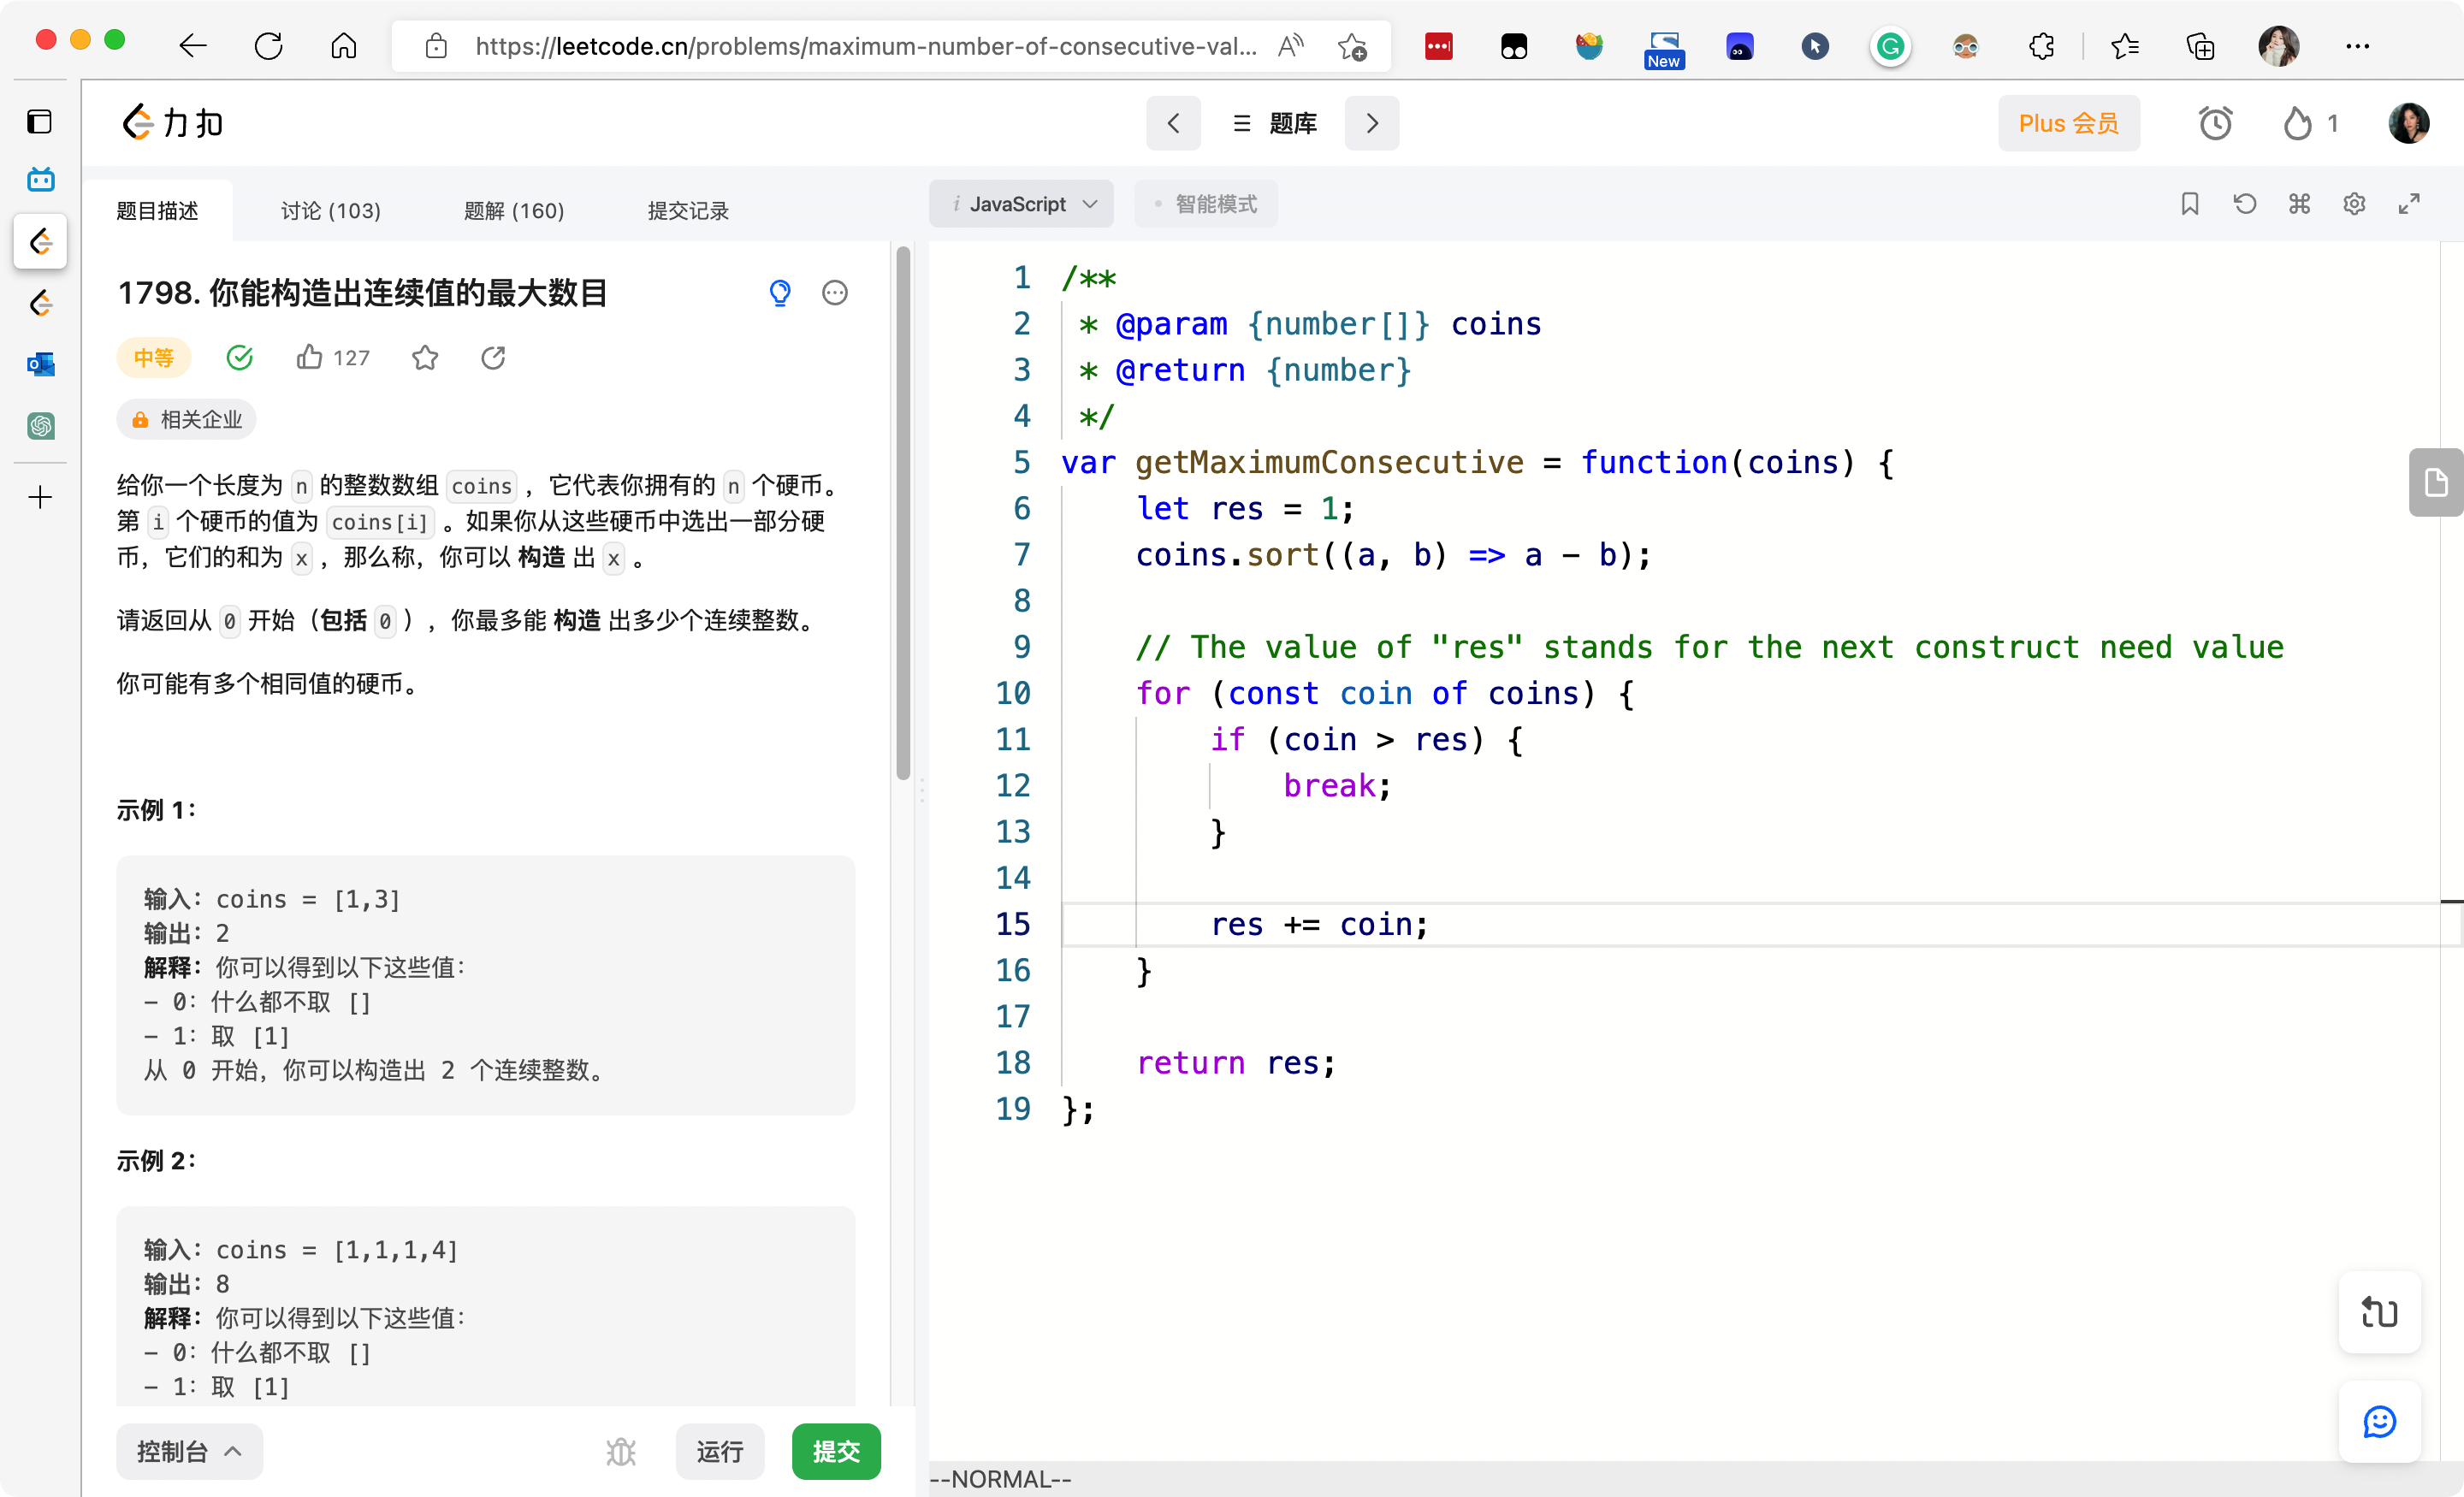 https://leetcode.cn/problems/maximum-number-of-consecutive-val...
New
力扣
题库
Plus 会员
1
题目描述
讨论 (103)
题解 (160)
提交记录
1798. 你能构造出连续值的最大数目
中等
127
相关企业
给你一个长度为 n 的整数数组 coins ，它代表你拥有的 n 个硬币。
第 i 个硬币的值为 coins[i] 。如果你从这些硬币中选出一部分硬
币，它们的和为 x ，那么称，你可以 构造 出 x 。
请返回从 0 开始（包括 0 ），你最多能 构造 出多少个连续整数。
你可能有多个相同值的硬币。
示例 1：
输入：coins = [1,3]
输出：2
解释：你可以得到以下这些值：
- 0：什么都不取 []
- 1：取 [1]
从 0 开始，你可以构造出 2 个连续整数。
示例 2：
输入：coins = [1,1,1,4]
输出：8
解释：你可以得到以下这些值：
- 0：什么都不取 []
- 1：取 [1]
控制台
运行
提交
i JavaScript
智能模式
1 /**
2 * @param {number[]} coins
3 * @return {number}
4 */
5 var getMaximumConsecutive = function(coins) {
6 let res = 1;
7 coins.sort((a, b) => a - b);
8
9 // The value of "res" stands for the next construct need value
10 for (const coin of coins) {
11 if (coin > res) {
12 break;
13 }
14
15 res += coin;
16 }
17
18 return res;
19 };
--NORMAL--